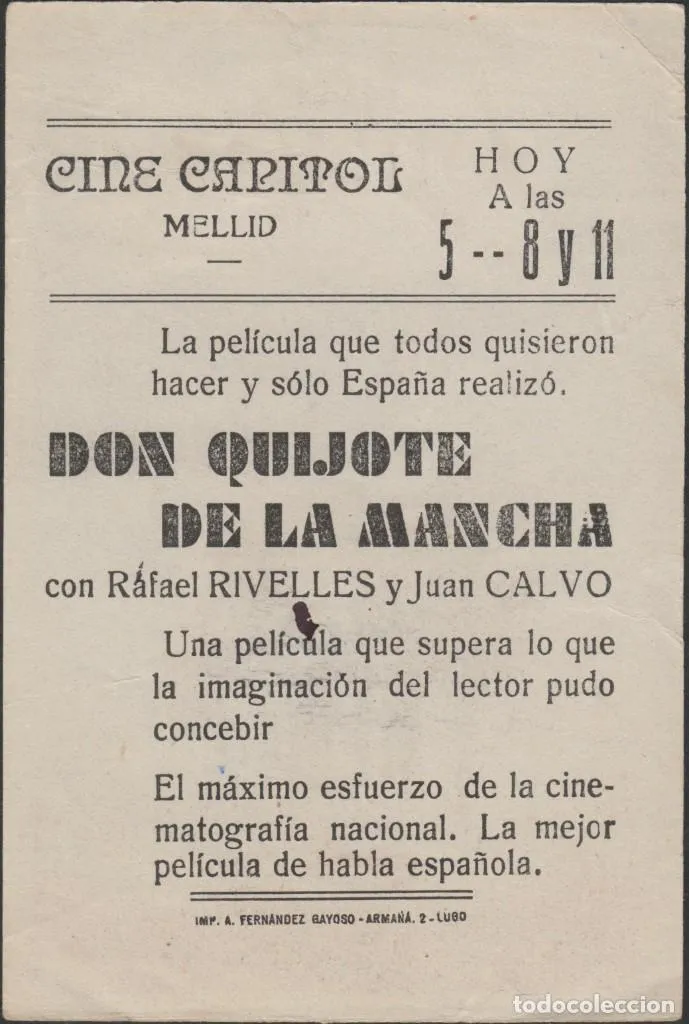 CINE CAPITOL
MELLID
HOY
A las
5 -- 8 y 11
La película que todos quisieron
hacer y sólo España realizó.
DON QUIJOTE
DE LA MANCHA
con Ráfael RIVELLES y Juan CALVO
Una película que supera lo que
la imaginación del lector pudo
concebir
El máximo esfuerzo de la cine-
matografía nacional. La mejor
película de habla española.
IMP. A. FERNÁNDEZ GAYOSO - ARMAÑÁ, 2 - LUGO
todocoleccion